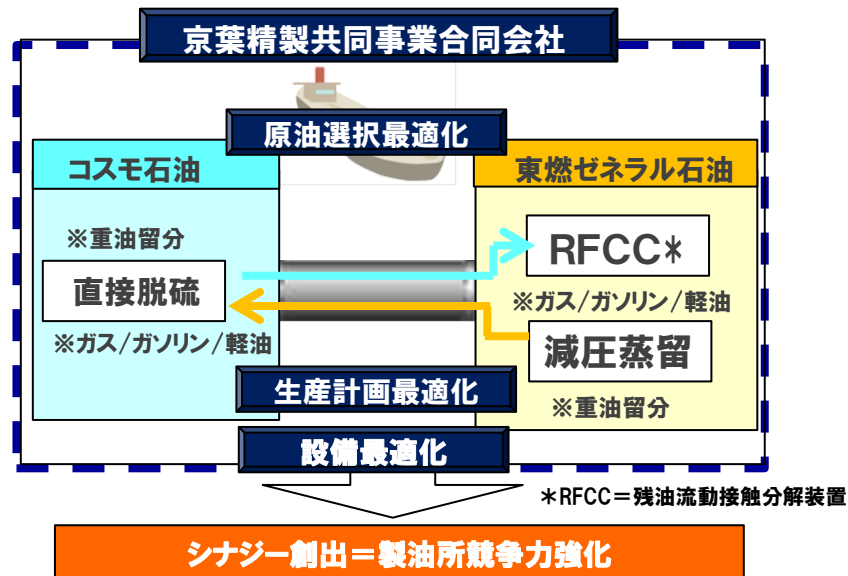 京葉精製共同事業合同会社
原油選択最適化
コスモ石油
東燃ゼネラル石油
※重油留分
直接脱硫
※ガス/ガソリン/軽油
RFCC*
※ガス/ガソリン/軽油
減圧蒸留
※重油留分
生産計画最適化
設備最適化
*RFCC=残油流動接触分解装置
シナジー創出=製油所競争力強化